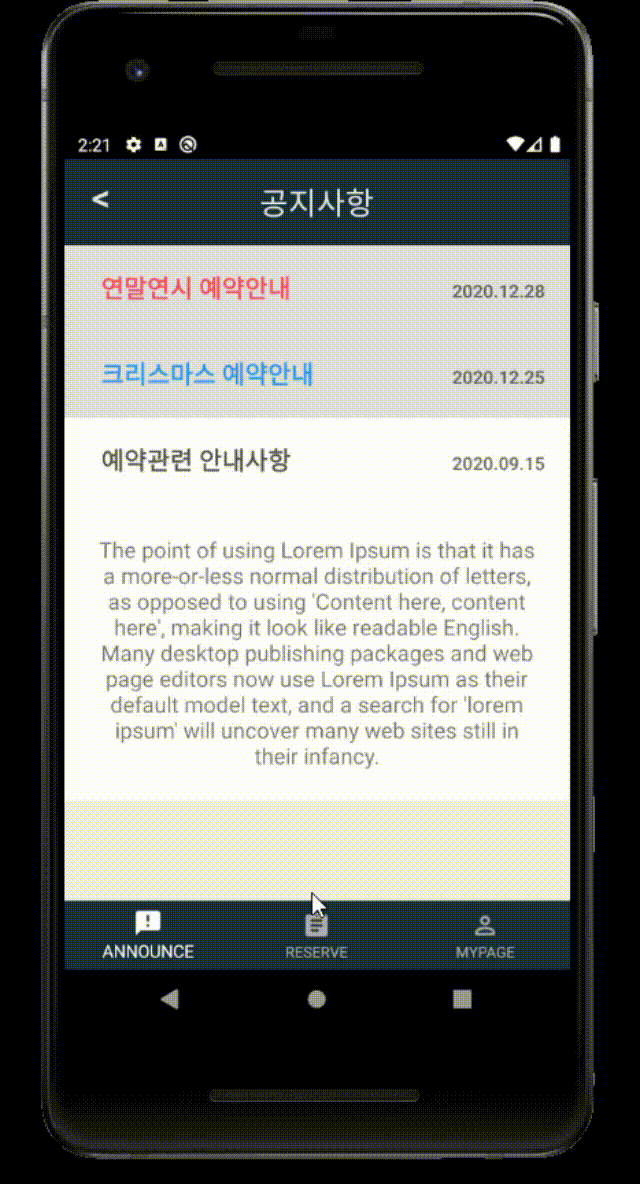 2:21
<
공지사항
연말연시 예약안내
2020.12.28
크리스마스 예약안내
2020.12.25
예약관련 안내사항
2020.09.15
The point of using Lorem Ipsum is that it has
a more-or-less normal distribution of letters,
as opposed to using 'Content here, content
here', making it look like readable English.
Many desktop publishing packages and web
page editors now use Lorem Ipsum as their
default model text, and a search for 'lorem
ipsum' will uncover many web sites still in
their infancy.
ANNOUNCE
RESERVE
MYPAGE